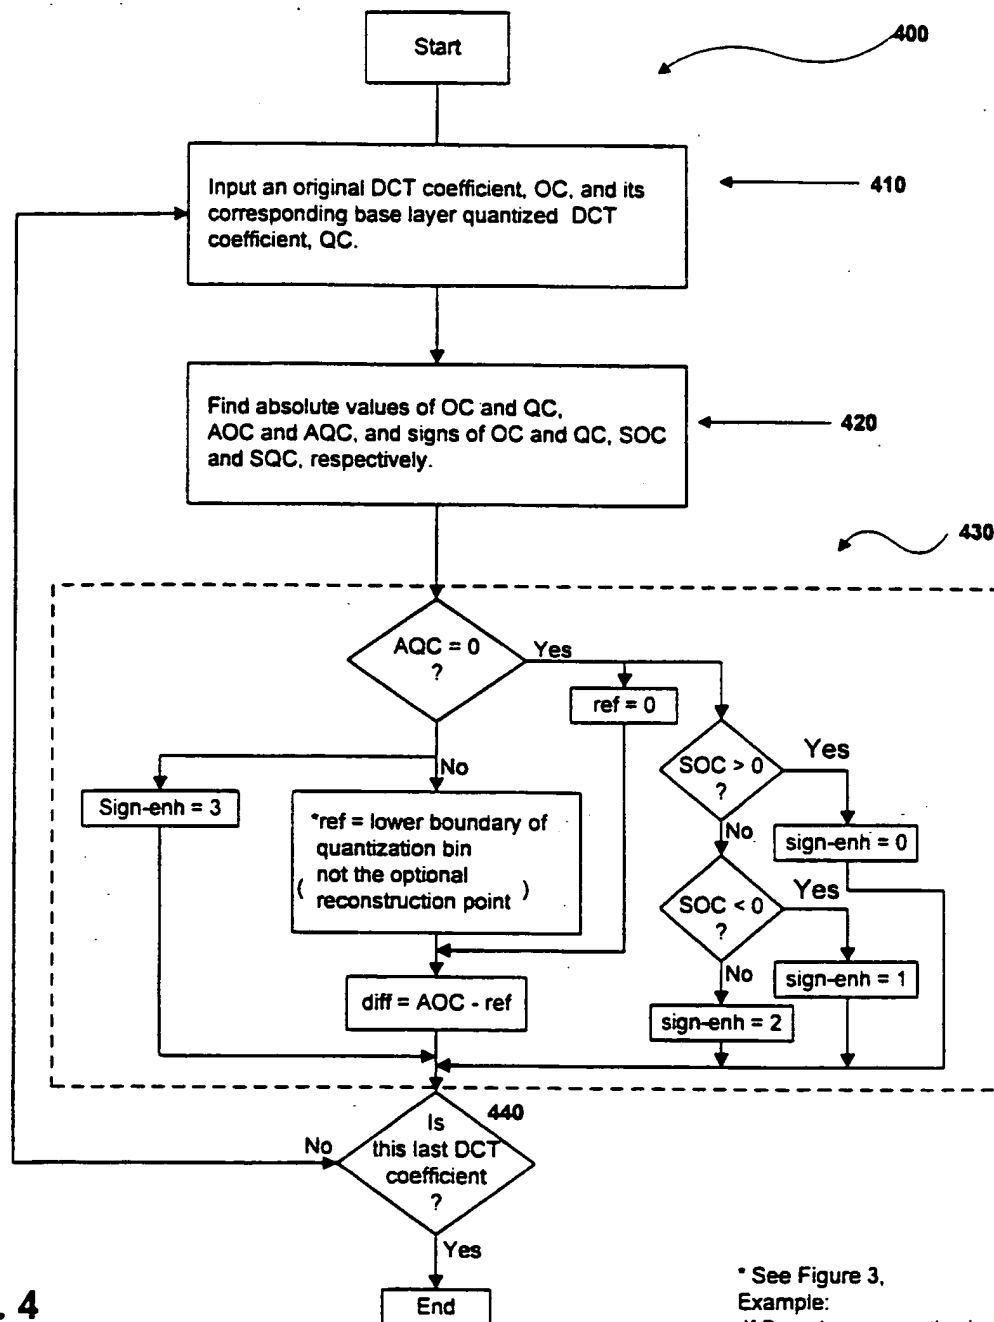 Start
400
Input an original DCT coefficient, OC, and its
corresponding base layer quantized DCT
coefficient, QC.
410
Find absolute values of OC and QC,
AOC and AQC, and signs of OC and QC, SOC
and SQC, respectively.
420
430
AQC = 0
?
Yes
ref = 0
SOC > 0
?
Yes
No
Sign-enh = 3
*ref = lower boundary of
quantization bin
not the optional
( reconstruction point )
No
sign-enh = 0
SOC < 0
?
Yes
No
sign-enh = 1
diff = AOC - ref
sign-enh = 2
440
Is
this last DCT
coefficient
?
No
Yes
End
. 4
* See Figure 3,
Example: